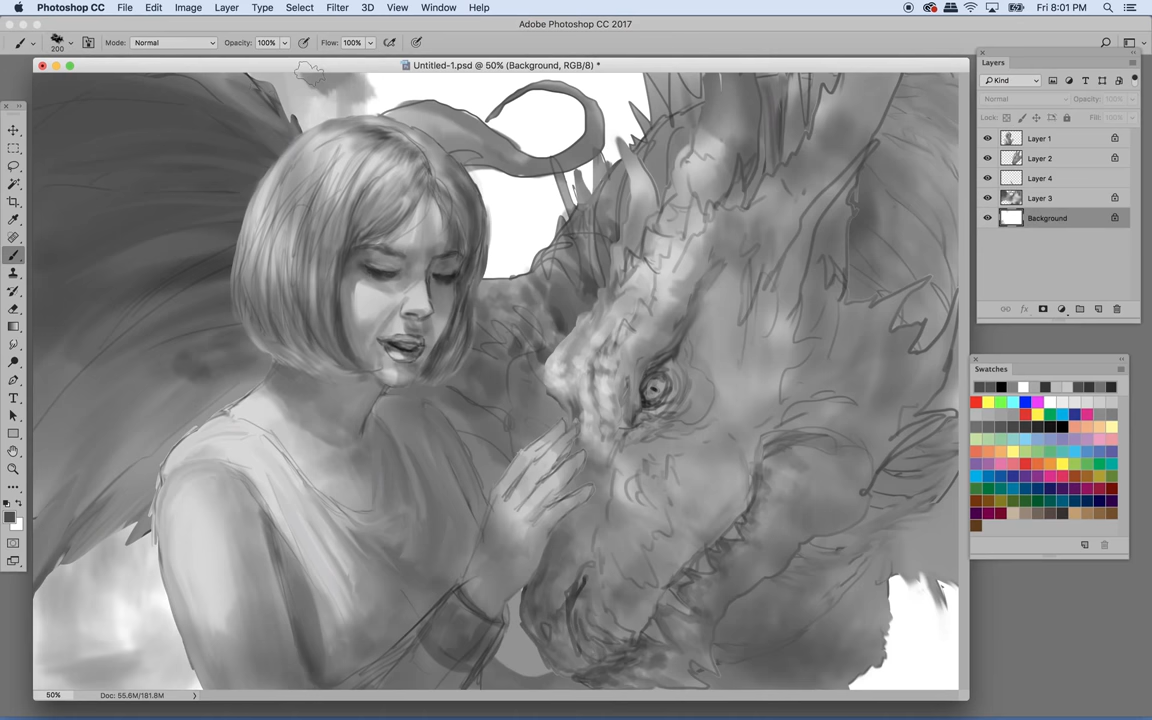 Photoshop CC File Edit Image Layer Type Select Filter 3D View Window Help Fri 8:01 PM
Adobe Photoshop CC 2017
200 Mode: Normal Opacity: 100% Flow: 100%
Untitled-1.psd @ 50% (Background, RGB/8) *
Layers
Kind
Normal Opacity: 100%
Lock: Fill: 100%
Layer 1
Layer 2
Layer 4
Layer 3
Background
fx
Swatches
50% Doc: 55.6M/181.8M